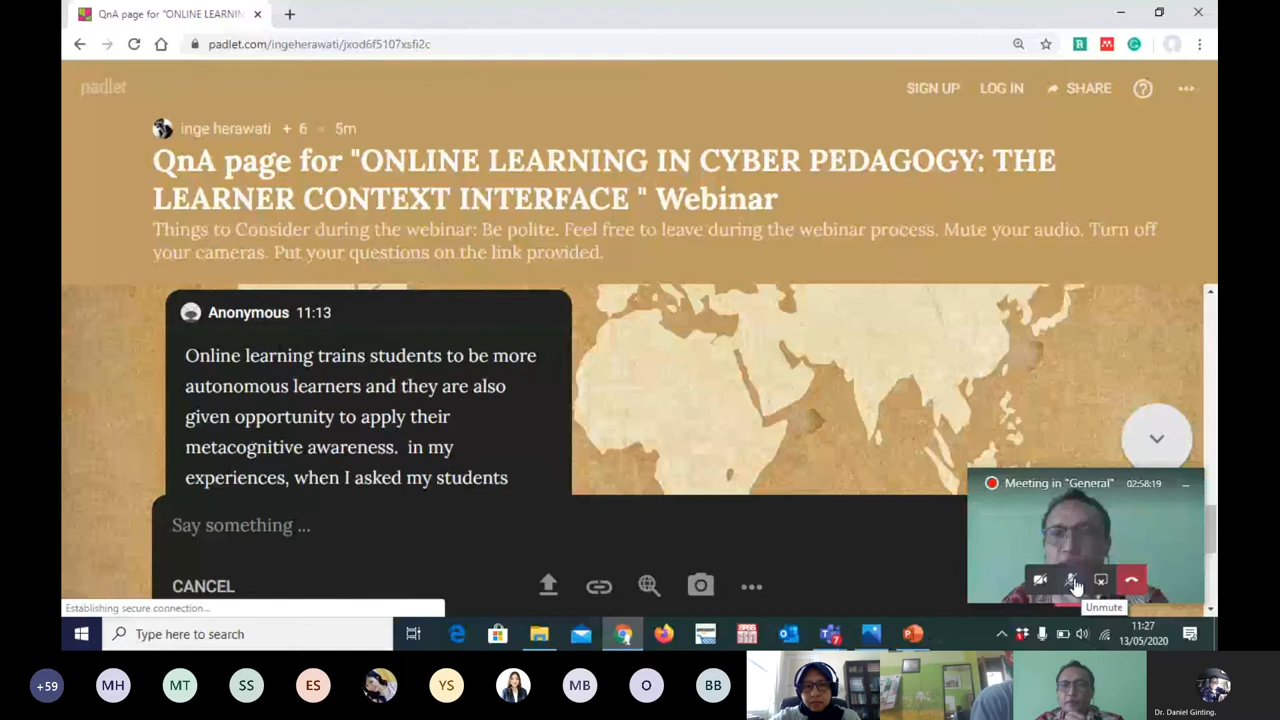 QnA page for "ONLINE LEARNIN
padlet.com/ingeherawati/jxod6f5107xsfi2c
padlet
SIGN UP LOG IN SHARE
inge herawati + 6 5m
QnA page for "ONLINE LEARNING IN CYBER PEDAGOGY: THE
LEARNER CONTEXT INTERFACE " Webinar
Things to Consider during the webinar: Be polite. Feel free to leave during the webinar process. Mute your audio. Turn off
your cameras. Put your questions on the link provided.
Anonymous 11:13
Online learning trains students to be more
autonomous learners and they are also
given opportunity to apply their
metacognitive awareness. in my
experiences, when I asked my students
Say something ...
CANCEL
Meeting in "General" 02:58:19
Unmute
Establishing secure connection...
Type here to search
11:27
13/05/2020
+59 MH MT SS ES YS MB O BB
Dr. Daniel Ginting.